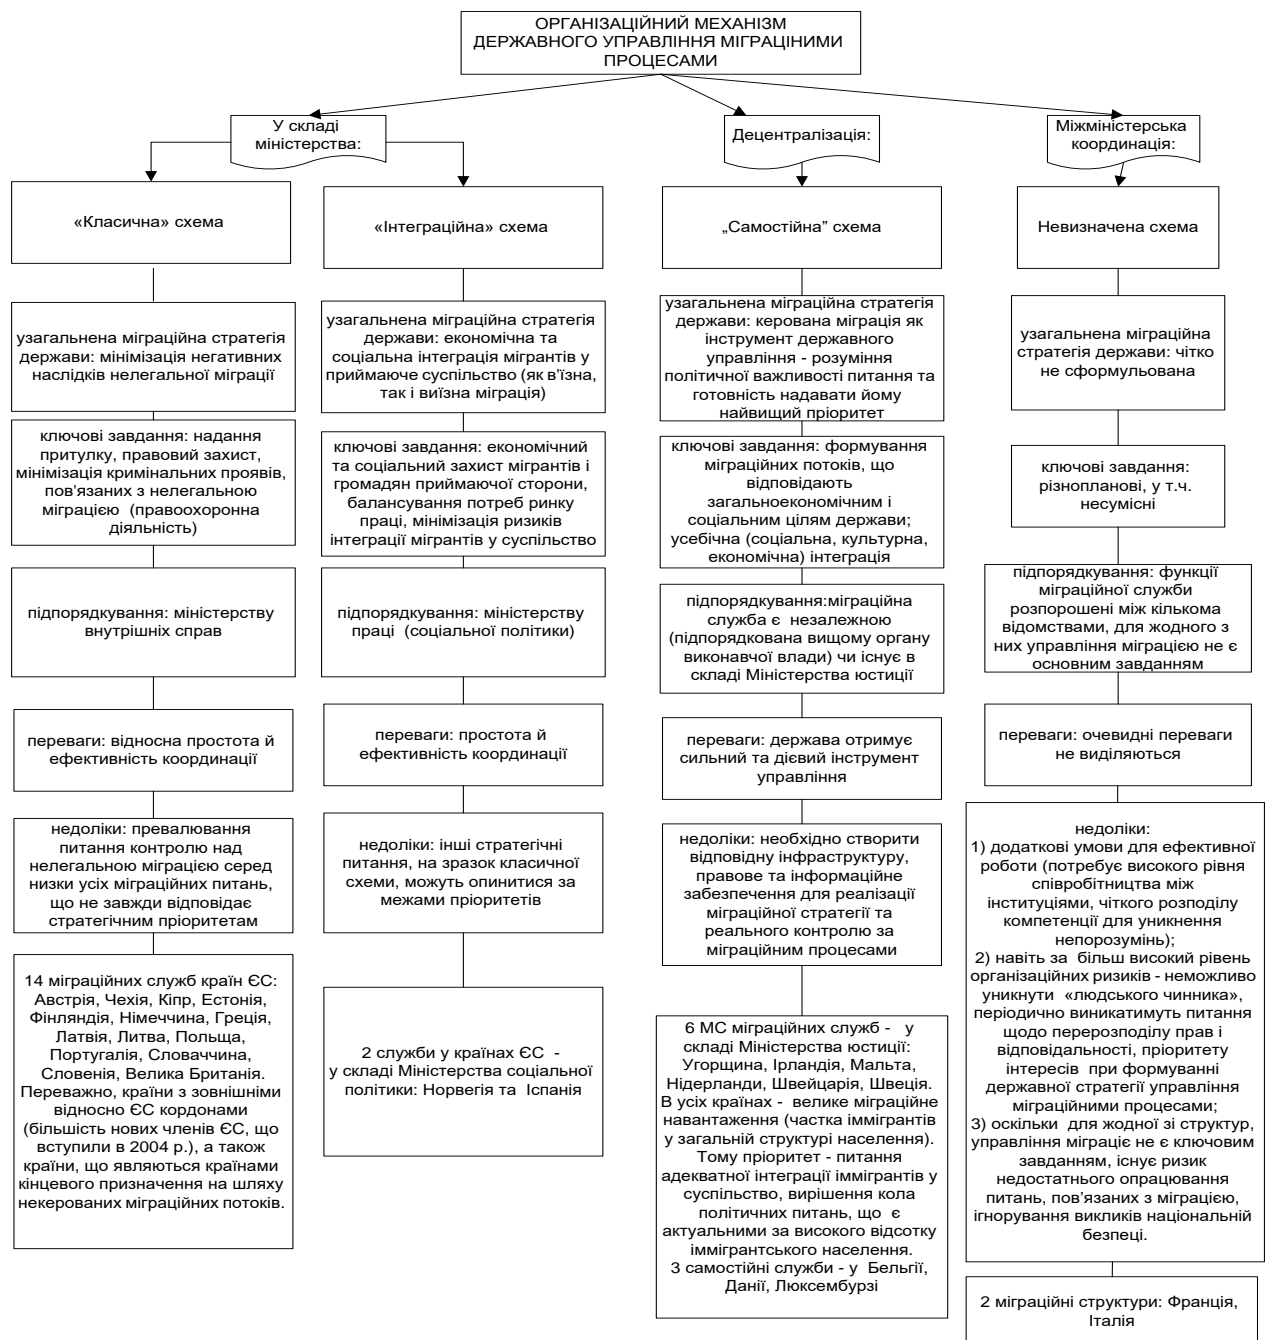 ОРГАНІЗАЦІЙНИЙ МЕХАНІЗМ
ДЕРЖАВНОГО УПРАВЛІННЯ МІГРАЦІНИМИ
ПРОЦЕСАМИ
У складі
міністерства:
Децентралізація:
Міжміністерська
координація:
«Класична» схема
«Інтеграційна» схема
„Самостійна” схема
Невизначена схема
узагальнена міграційна стратегія
держави: мінімізація негативних
наслідків нелегальної міграції
узагальнена міграційна стратегія
держави: економічна та
соціальна інтеграція мігрантів у
приймаюче суспільство (як в’їзна,
так і виїзна міграція)
узагальнена міграційна стратегія
держави: керована міграція як
інструмент державного
управління - розуміння
політичної важливості питання та
готовність надавати йому
найвищий пріоритет
узагальнена міграційна
стратегія держави: чітко
не сформульована
ключові завдання: надання
притулку, правовий захист,
мінімізація кримінальних проявів,
пов’язаних з нелегальною
міграцією (правоохоронна
діяльність)
ключові завдання: економічний
та соціальний захист мігрантів і
громадян приймаючої сторони,
балансування потреб ринку
праці, мінімізація ризиків
інтеграції мігрантів у суспільство
ключові завдання: формування
міграційних потоків, що
відповідають
загальноекономічним і
соціальним цілям держави;
усебічна (соціальна, культурна,
економічна) інтеграція
ключові завдання:
різнопланові, у т.ч.
несумісні
підпорядкування: міністерству
внутрішніх справ
підпорядкування: міністерству
праці (соціальної політики)
підпорядкування:міграційна
служба є незалежною
(підпорядкована вищому органу
виконавчої влади) чи існує в
складі Міністерства юстиції
підпорядкування: функції
міграційної служби
розпорошені між кількома
відомствами, для жодного з
них управління міграцією не є
основним завданням
переваги: відносна простота й
ефективність координації
переваги: простота й
ефективність координації
переваги: держава отримує
сильний та дієвий інструмент
управління
переваги: очевидні переваги
не виділяються
недоліки: превалювання
питання контролю над
нелегальною міграцією серед
низки усіх міграційних питань,
що не завжди відповідає
стратегічним пріоритетам
недоліки: інші стратегічні
питання, на зразок класичної
схеми, можуть опинитися за
межами пріоритетів
недоліки: необхідно створити
відповідну інфраструктуру,
правове та інформаційне
забезпечення для реалізації
міграційної стратегії та
реального контролю за
міграційним процесами
недоліки:
1) додаткові умови для ефективної
роботи (потребує високого рівня
співробітництва між
інституціями, чіткого розподілу
компетенції для уникнення
непорозумінь);
2) навіть за більш високий рівень
організаційних ризиків - неможливо
уникнути «людського чинника»,
періодично виникатимуть питання
щодо перерозподілу прав і
відповідальності, пріоритету
інтересів при формуванні
державної стратегії управління
міграційними процесами;
3) оскільки для жодної зі структур,
управління міграціє не є ключовим
завданням, існує ризик
недостатнього опрацювання
питань, пов’язаних з міграцією,
ігнорування викликів національній
безпеці.
14 міграційних служб країн ЄС:
Австрія, Чехія, Кіпр, Естонія,
Фінляндія, Німеччина, Греція,
Латвія, Литва, Польща,
Португалія, Словаччина,
Словенія, Велика Британія.
Переважно, країни з зовнішніми
відносно ЄС кордонами
(більшість нових членів ЄС, що
вступили в 2004 р.), а також
країни, що являються країнами
кінцевого призначення на шляху
некерованих міграційних потоків.
2 служби у країнах ЄС -
у складі Міністерства соціальної
політики: Норвегія та Іспанія
6 МС міграційних служб - у
складі Міністерства юстиції:
Угорщина, Ірландія, Мальта,
Нідерланди, Швейцарія, Швеція.
В усіх країнах - велике міграційне
навантаження (частка іммігрантів
у загальній структурі населення).
Тому пріоритет - питання
адекватної інтеграції іммігрантів у
суспільство, вирішення кола
політичних питань, що є
актуальними за високого відсотку
іммігрантського населення.
3 самостійні служби - у Бельгії,
Данії, Люксембурзі
2 міграційні структури: Франція,
Італія